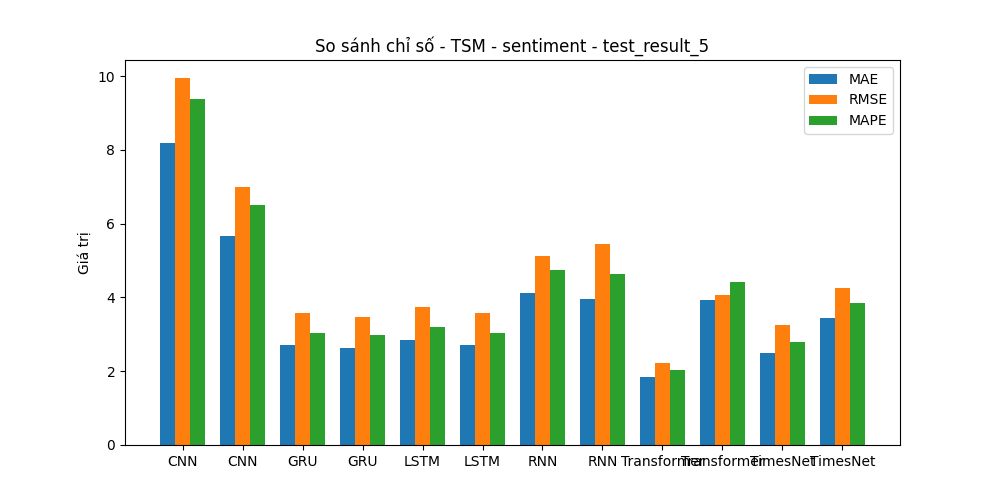 So sánh chỉ số - TSM - sentiment - test_result_5
MAE
RMSE
MAPE
Giá trị
10
8
6
4
2
0
CNN CNN GRU GRU LSTM LSTM RNN RNN Transformer Transformer TimesNet TimesNet